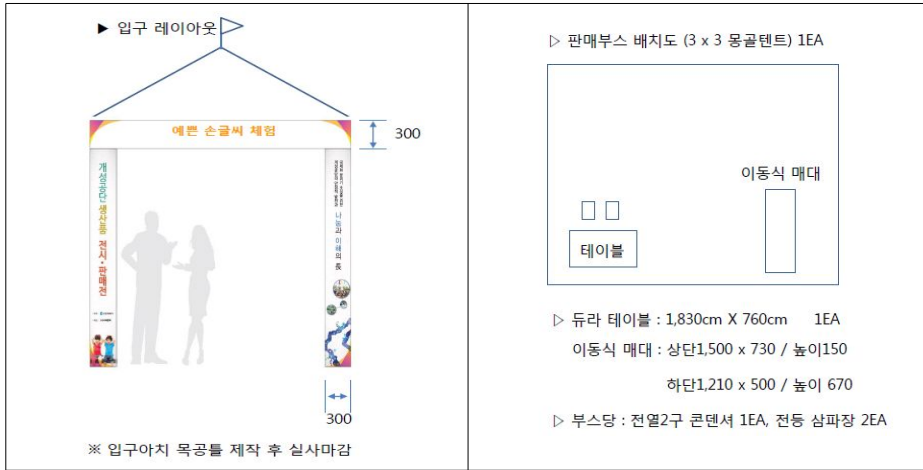 ▶ 입구 레이아웃
예쁜 손글씨 체험
300
개성공단 생산품 전시·판매전
나눔과 이해의 長
300
※ 입구아치 목공틀 제작 후 실사마감
▷ 판매부스 배치도 (3 x 3 몽골텐트) 1EA
이동식 매대
테이블
▷ 듀라 테이블 : 1,830cm X 760cm 1EA
이동식 매대 : 상단1,500 x 730 / 높이150
하단1,210 x 500 / 높이 670
▷ 부스당 : 전열2구 콘덴셔 1EA, 전등 삼파장 2EA